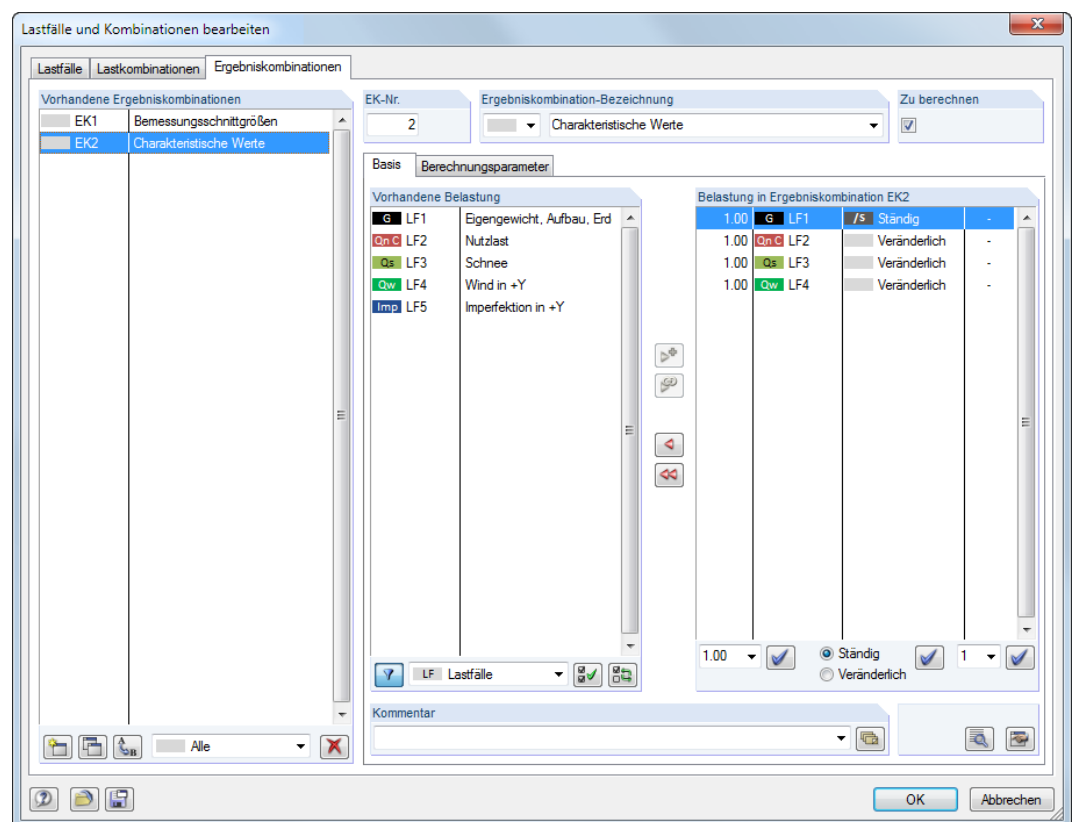 Lastfälle und Kombinationen bearbeiten
x
Lastfälle Lastkombinationen Ergebniskombinationen
Vorhandene Ergebniskombinationen
EK1 Bemessungsschnittgrößen
EK2 Charakteristische Werte
Alle
EK-Nr.
2
Ergebniskombination-Bezeichnung
Charakteristische Werte
Zu berechnen
Basis Berechnungsparameter
Vorhandene Belastung
G LF1 Eigengewicht, Aufbau, Erd
Qn C LF2 Nutzlast
Qs LF3 Schnee
Qw LF4 Wind in +Y
Imp LF5 Imperfektion in +Y
LF Lastfälle
Belastung in Ergebniskombination EK2
1.00 G LF1 /S Ständig -
1.00 Qn C LF2 Veränderlich -
1.00 Qs LF3 Veränderlich -
1.00 Qw LF4 Veränderlich -
1.00 Ständig 1
Veränderlich
Kommentar
OK Abbrechen